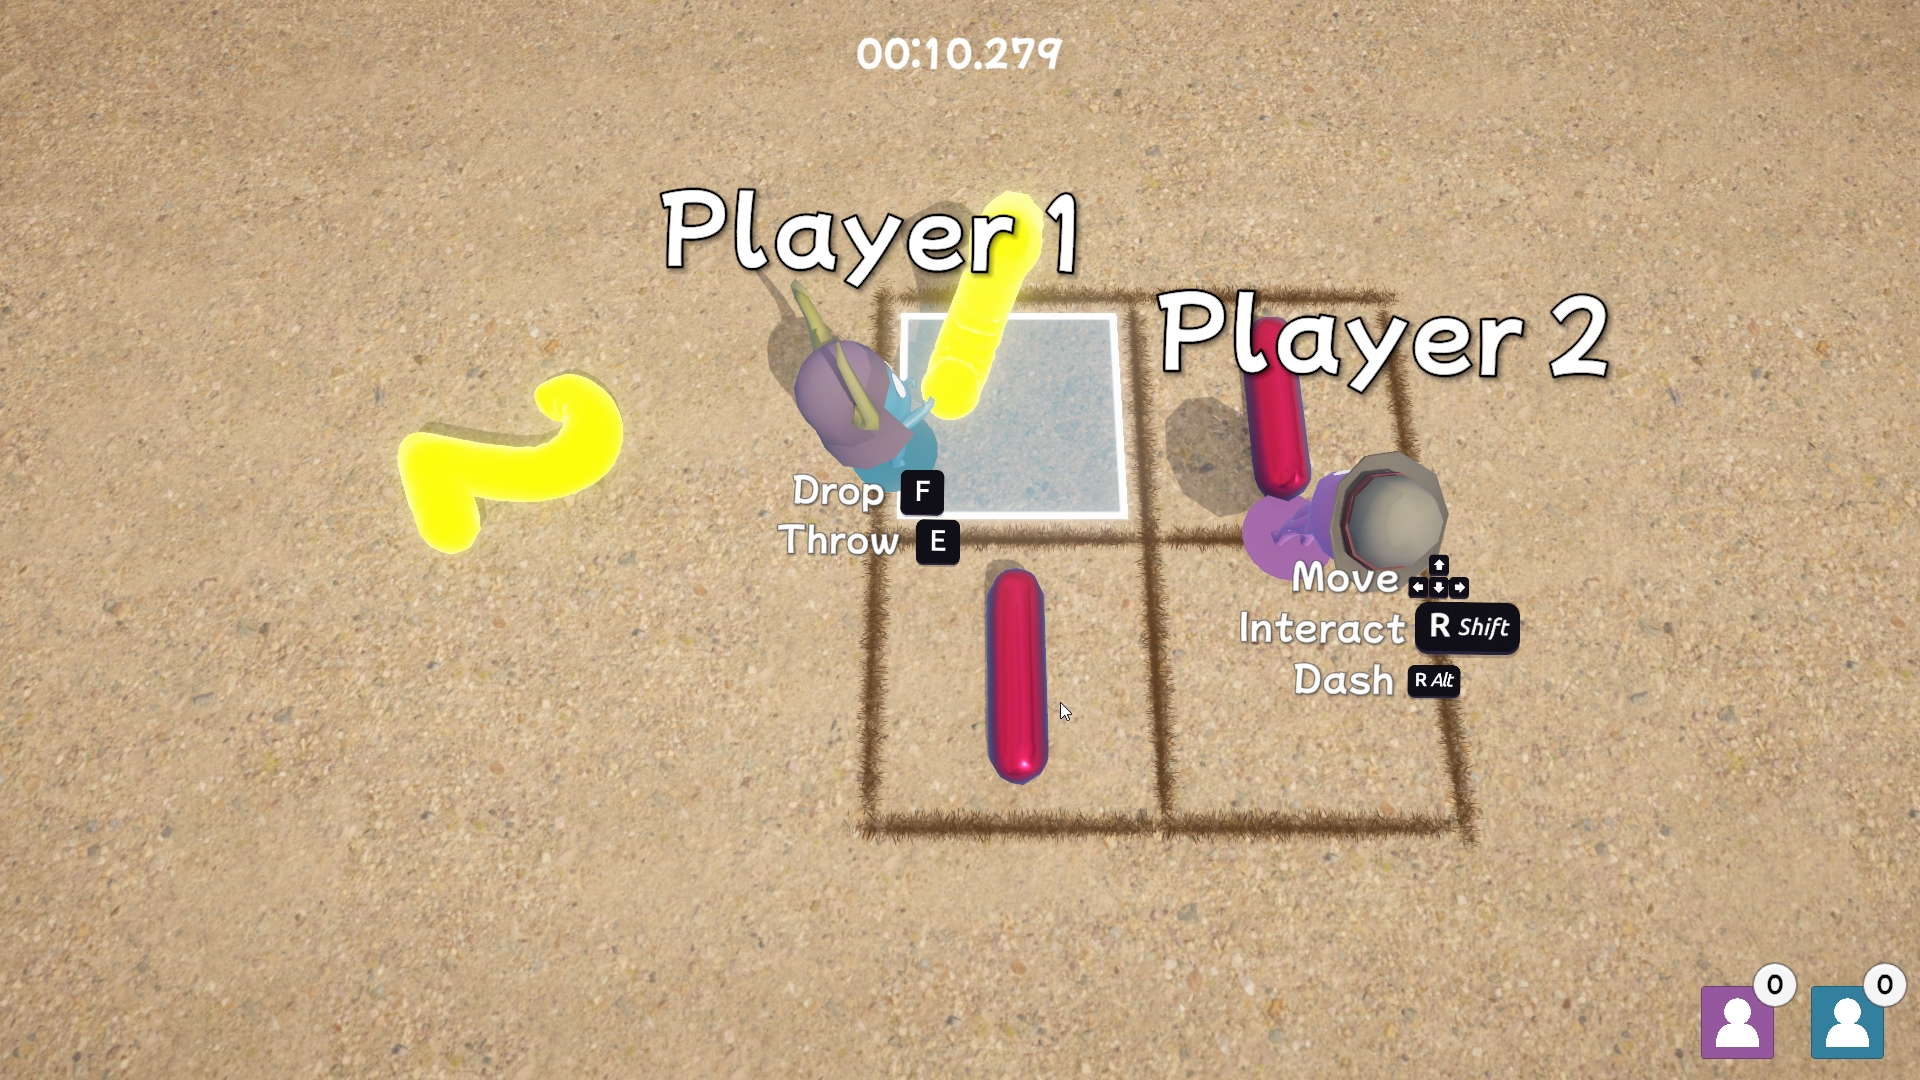 00:10.279
Player 1
Player 2
Drop F
Throw E
Move
Interact R Shift
Dash R Alt
0
0